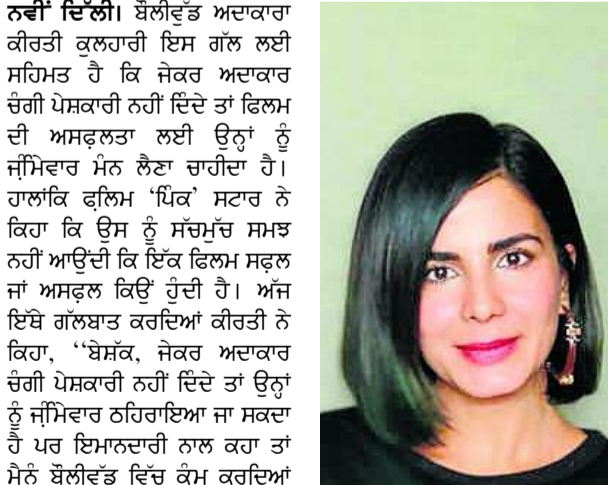 ਨਵੀਂ ਦਿੱਲੀ। ਬੌਲੀਵੁੱਡ ਅਦਾਕਾਰਾ
ਕੀਰਤੀ ਕੁਲਹਾਰੀ ਇਸ ਗੱਲ ਲਈ
ਸਹਿਮਤ ਹੈ ਕਿ ਜੇਕਰ ਅਦਾਕਾਰ
ਚੰਗੀ ਪੇਸ਼ਕਾਰੀ ਨਹੀਂ ਦਿੰਦੇ ਤਾਂ ਫਿਲਮ
ਦੀ ਅਸਫ਼ਲਤਾ ਲਈ ਉਨ੍ਹਾਂ ਨੂੰ
ਜ਼ਿੰਮੇਵਾਰ ਮੰਨ ਲੈਣਾ ਚਾਹੀਦਾ ਹੈ।
ਹਾਲਾਂਕਿ ਫ਼ਲਿਮ ‘ਪਿੰਕ’ ਸਟਾਰ ਨੇ
ਕਿਹਾ ਕਿ ਉਸ ਨੂੰ ਸੱਚਮੁੱਚ ਸਮਝ
ਨਹੀਂ ਆਉਂਦੀ ਕਿ ਇੱਕ ਫਿਲਮ ਸਫ਼ਲ
ਜਾਂ ਅਸਫ਼ਲ ਕਿਉਂ ਹੁੰਦੀ ਹੈ। ਅੱਜ
ਇੱਥੇ ਗੱਲਬਾਤ ਕਰਦਿਆਂ ਕੀਰਤੀ ਨੇ
ਕਿਹਾ, ‘‘ਬੇਸ਼ੱਕ, ਜੇਕਰ ਅਦਾਕਾਰ
ਚੰਗੀ ਪੇਸ਼ਕਾਰੀ ਨਹੀਂ ਦਿੰਦੇ ਤਾਂ ਉਨ੍ਹਾਂ
ਨੂੰ ਜ਼ਿੰਮੇਵਾਰ ਠਹਿਰਾਇਆ ਜਾ ਸਕਦਾ
ਹੈ ਪਰ ਇਮਾਨਦਾਰੀ ਨਾਲ ਕਹਾ ਤਾਂ
ਮੈਨੂੰ ਬੌਲੀਵੁੱਡ ਵਿੱਚ ਕੰਮ ਕਰਦਿਆਂ